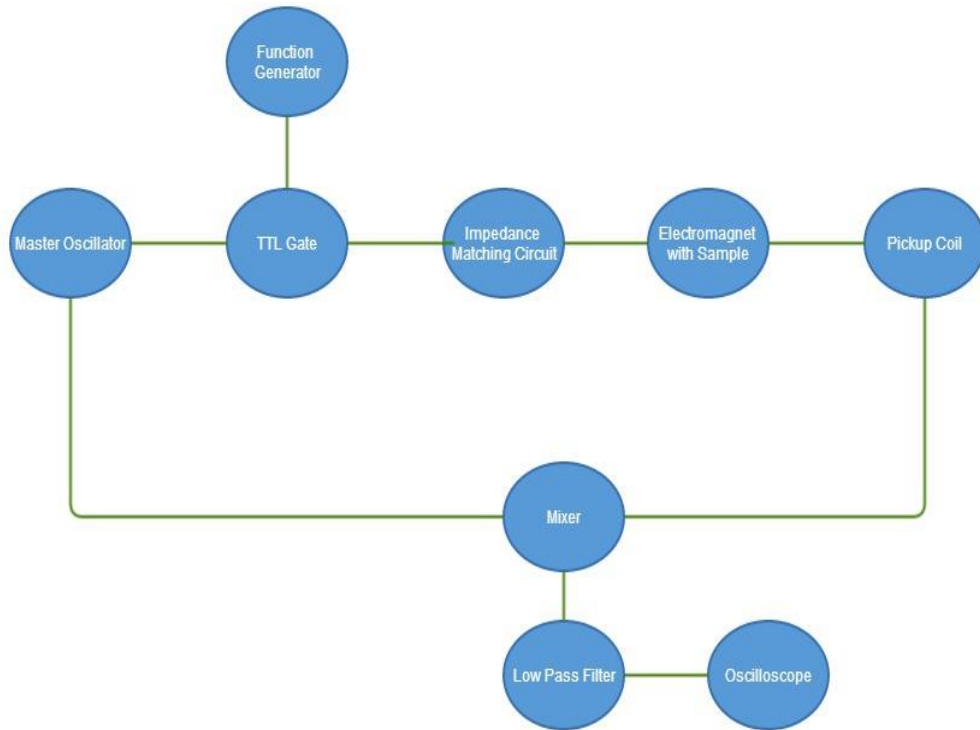 Function
Generator
Master Oscillator
TTL Gate
Impedance
Matching Circuit
Electromagnet
with Sample
Pickup Coil
Mixer
Low Pass Filter
Oscilloscope